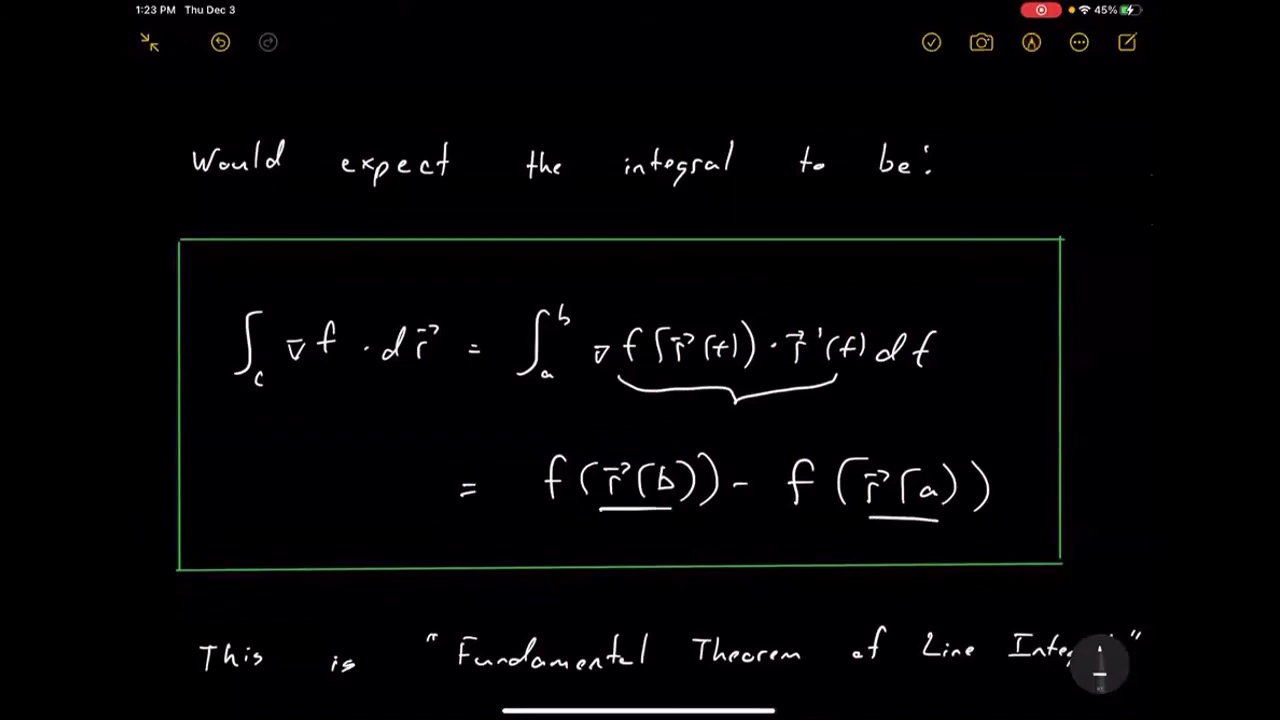 1:23 PM Thu Dec 3
45%
Would expect the integral to be:
∫_c ∇f · dr⃗ = ∫_a^b ∇f(r⃗(t)) · r⃗'(t) dt
= f(r⃗(b)) - f(r⃗(a))
This is "Fundamental Theorem of Line "